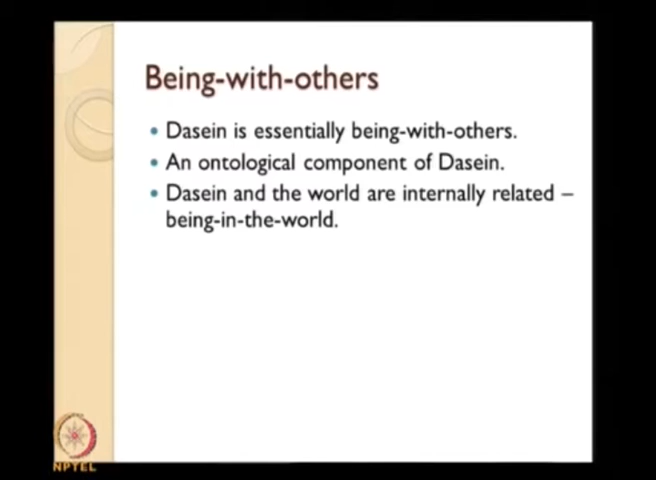 Being-with-others
• Dasein is essentially being-with-others.
• An ontological component of Dasein.
• Dasein and the world are internally related –
being-in-the-world.
NPTEL